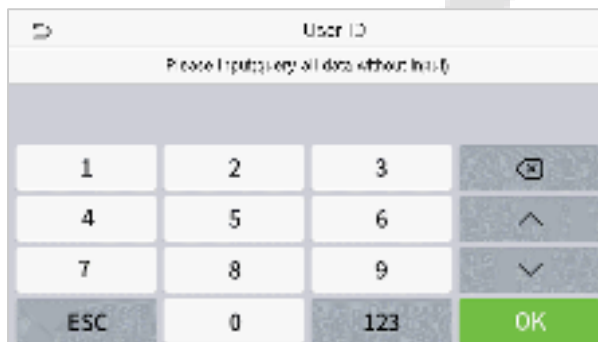 User ID
Please input(query all data without input)
1 2 3
4 5 6
7 8 9
ESC 0 123 OK